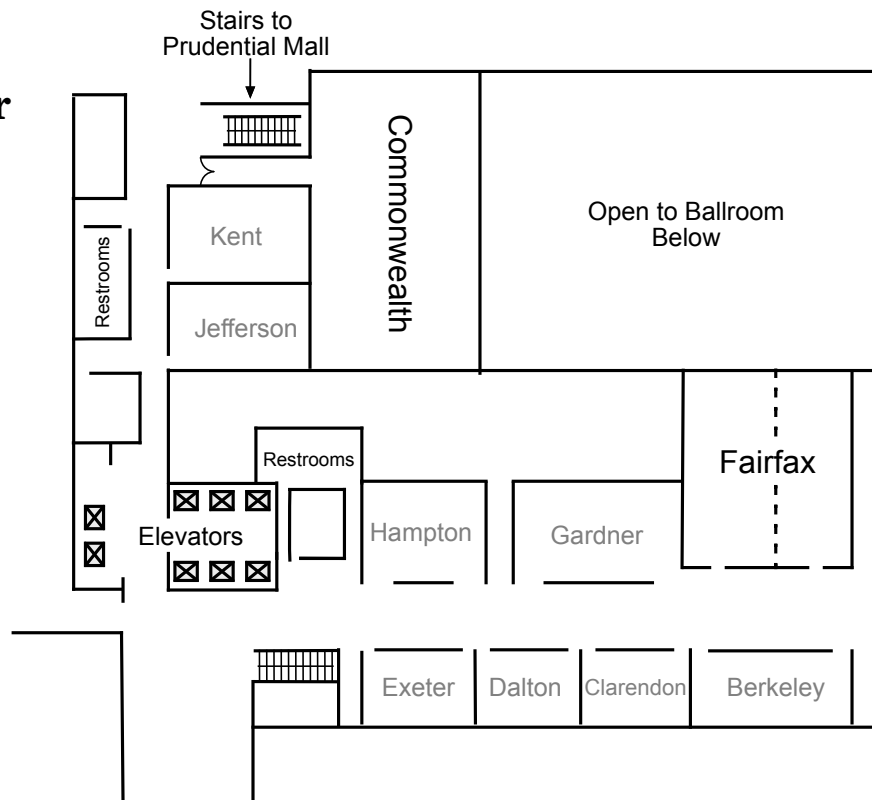 Stairs to
Prudential Mall
r
Commonwealth
Open to Ballroom
Below
Kent
Restrooms
Jefferson
Restrooms
Fairfax
Elevators
Hampton
Gardner
Exeter
Dalton
Clarendon
Berkeley